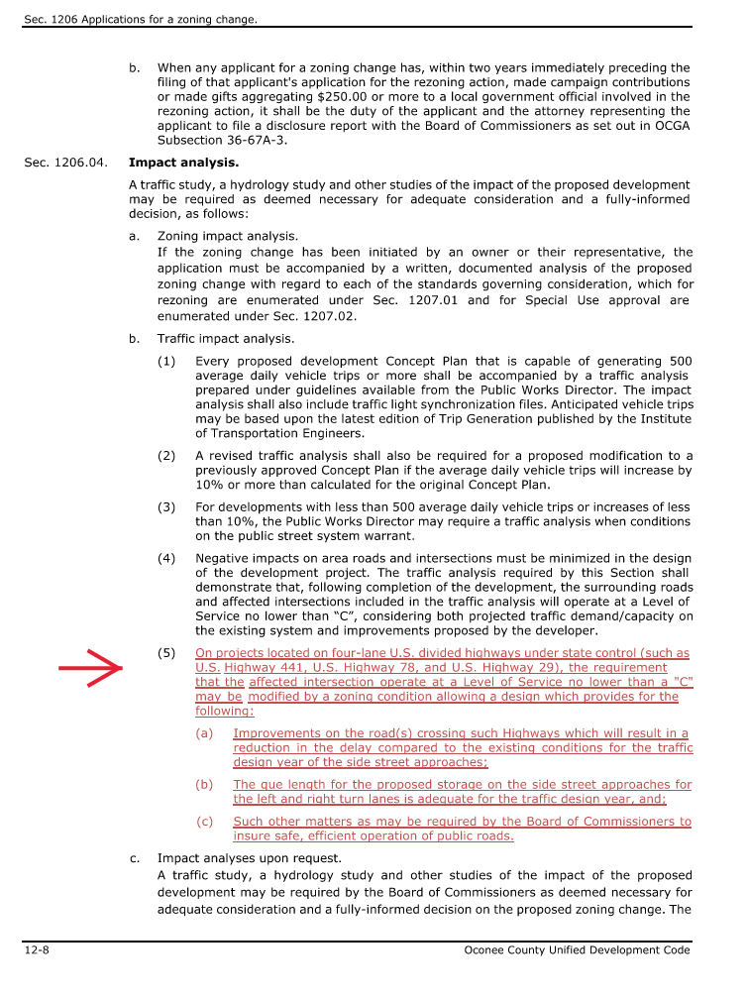 Sec. 1206 Applications for a zoning change.
b. When any applicant for a zoning change has, within two years immediately preceding the
filing of that applicant's application for the rezoning action, made campaign contributions
or made gifts aggregating $250.00 or more to a local government official involved in the
rezoning action, it shall be the duty of the applicant and the attorney representing the
applicant to file a disclosure report with the Board of Commissioners as set out in OCGA
Subsection 36-67A-3.
Sec. 1206.04. Impact analysis.
A traffic study, a hydrology study and other studies of the impact of the proposed development
may be required as deemed necessary for adequate consideration and a fully-informed
decision, as follows:
a. Zoning impact analysis.
If the zoning change has been initiated by an owner or their representative, the
application must be accompanied by a written, documented analysis of the proposed
zoning change with regard to each of the standards governing consideration, which for
rezoning are enumerated under Sec. 1207.01 and for Special Use approval are
enumerated under Sec. 1207.02.
b. Traffic impact analysis.
(1) Every proposed development Concept Plan that is capable of generating 500
average daily vehicle trips or more shall be accompanied by a traffic analysis
prepared under guidelines available from the Public Works Director. The impact
analysis shall also include traffic light synchronization files. Anticipated vehicle trips
may be based upon the latest edition of Trip Generation published by the Institute
of Transportation Engineers.
(2) A revised traffic analysis shall also be required for a proposed modification to a
previously approved Concept Plan if the average daily vehicle trips will increase by
10% or more than calculated for the original Concept Plan.
(3) For developments with less than 500 average daily vehicle trips or increases of less
than 10%, the Public Works Director may require a traffic analysis when conditions
on the public street system warrant.
(4) Negative impacts on area roads and intersections must be minimized in the design
of the development project. The traffic analysis required by this Section shall
demonstrate that, following completion of the development, the surrounding roads
and affected intersections included in the traffic analysis will operate at a Level of
Service no lower than “C”, considering both projected traffic demand/capacity on
the existing system and improvements proposed by the developer.
(5) On projects located on four-lane U.S. divided highways under state control (such as
U.S. Highway 441, U.S. Highway 78, and U.S. Highway 29), the requirement
that the affected intersection operate at a Level of Service no lower than a "C"
may be modified by a zoning condition allowing a design which provides for the
following:
(a) Improvements on the road(s) crossing such Highways which will result in a
reduction in the delay compared to the existing conditions for the traffic
design year of the side street approaches;
(b) The que length for the proposed storage on the side street approaches for
the left and right turn lanes is adequate for the traffic design year, and;
(c) Such other matters as may be required by the Board of Commissioners to
insure safe, efficient operation of public roads.
c. Impact analyses upon request.
A traffic study, a hydrology study and other studies of the impact of the proposed
development may be required by the Board of Commissioners as deemed necessary for
adequate consideration and a fully-informed decision on the proposed zoning change. The
12-8 Oconee County Unified Development Code